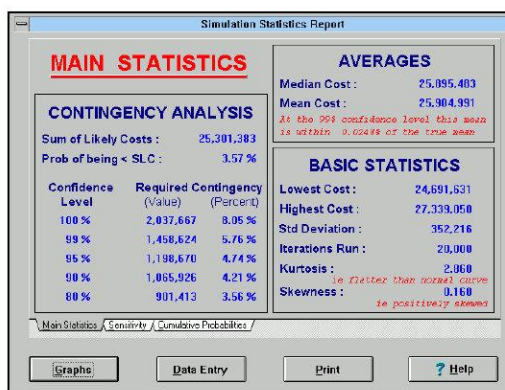 Simulation Statistics Report
MAIN STATISTICS
CONTINGENCY ANALYSIS
Sum of Likely Costs : 25,301,383
Prob of being < SLC : 3.57 %
Confidence Level Required Contingency
(Value) (Percent)
100 % 2,037,667 8.05 %
99 % 1,458,624 5.76 %
95 % 1,198,670 4.74 %
90 % 1,065,926 4.21 %
80 % 901,413 3.56 %
AVERAGES
Median Cost : 25,895,483
Mean Cost : 25,904,991
At the 99% confidence level this mean
is within 0.0248% of the true mean
BASIC STATISTICS
Lowest Cost : 24,691,631
Highest Cost : 27,339,050
Std Deviation : 352,216
Iterations Run : 20,000
Kurtosis : 2.860
ie flatter than normal curve
Skewness : 0.160
ie positively skewed
Main Statistics / Sensitivity / Cumulative Probabilities /
Graphs
Data Entry
Print
? Help